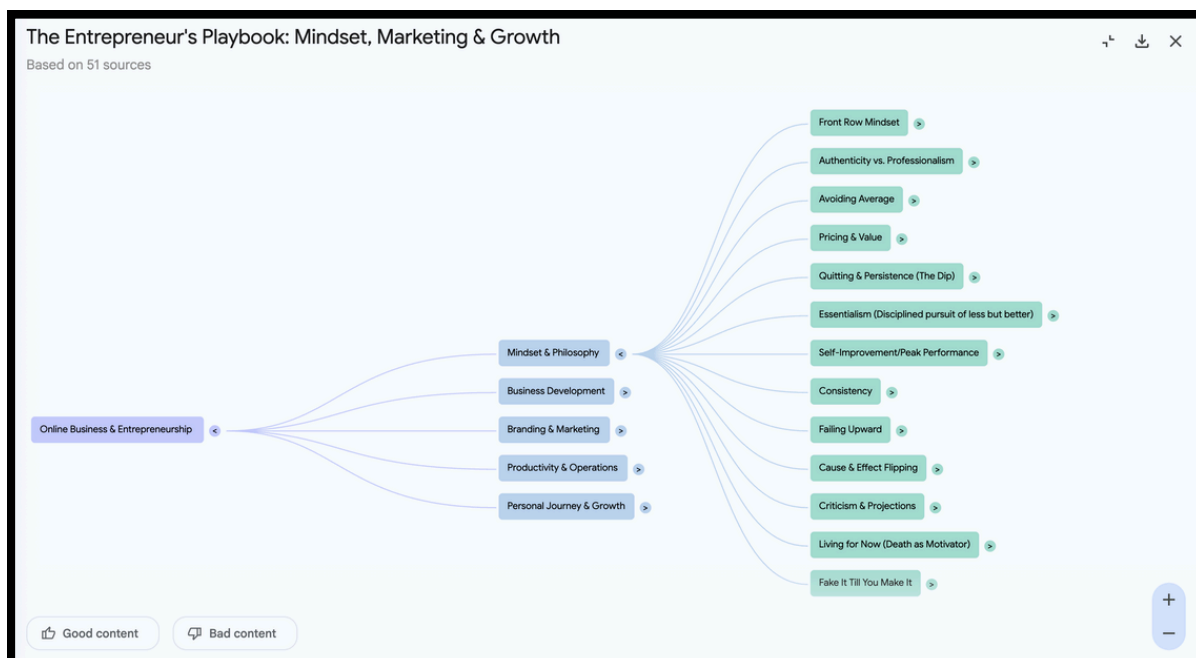 The Entrepreneur's Playbook: Mindset, Marketing & Growth
Based on 51 sources
Online Business & Entrepreneurship
<
Mindset & Philosophy
<
Business Development
>
Branding & Marketing
>
Productivity & Operations
>
Personal Journey & Growth
>
Front Row Mindset
>
Authenticity vs. Professionalism
>
Avoiding Average
>
Pricing & Value
>
Quitting & Persistence (The Dip)
>
Essentialism (Disciplined pursuit of less but better)
>
Self-Improvement/Peak Performance
>
Consistency
>
Failing Upward
>
Cause & Effect Flipping
>
Criticism & Projections
>
Living for Now (Death as Motivator)
>
Fake It Till You Make It
>
Good content
Bad content
+
−